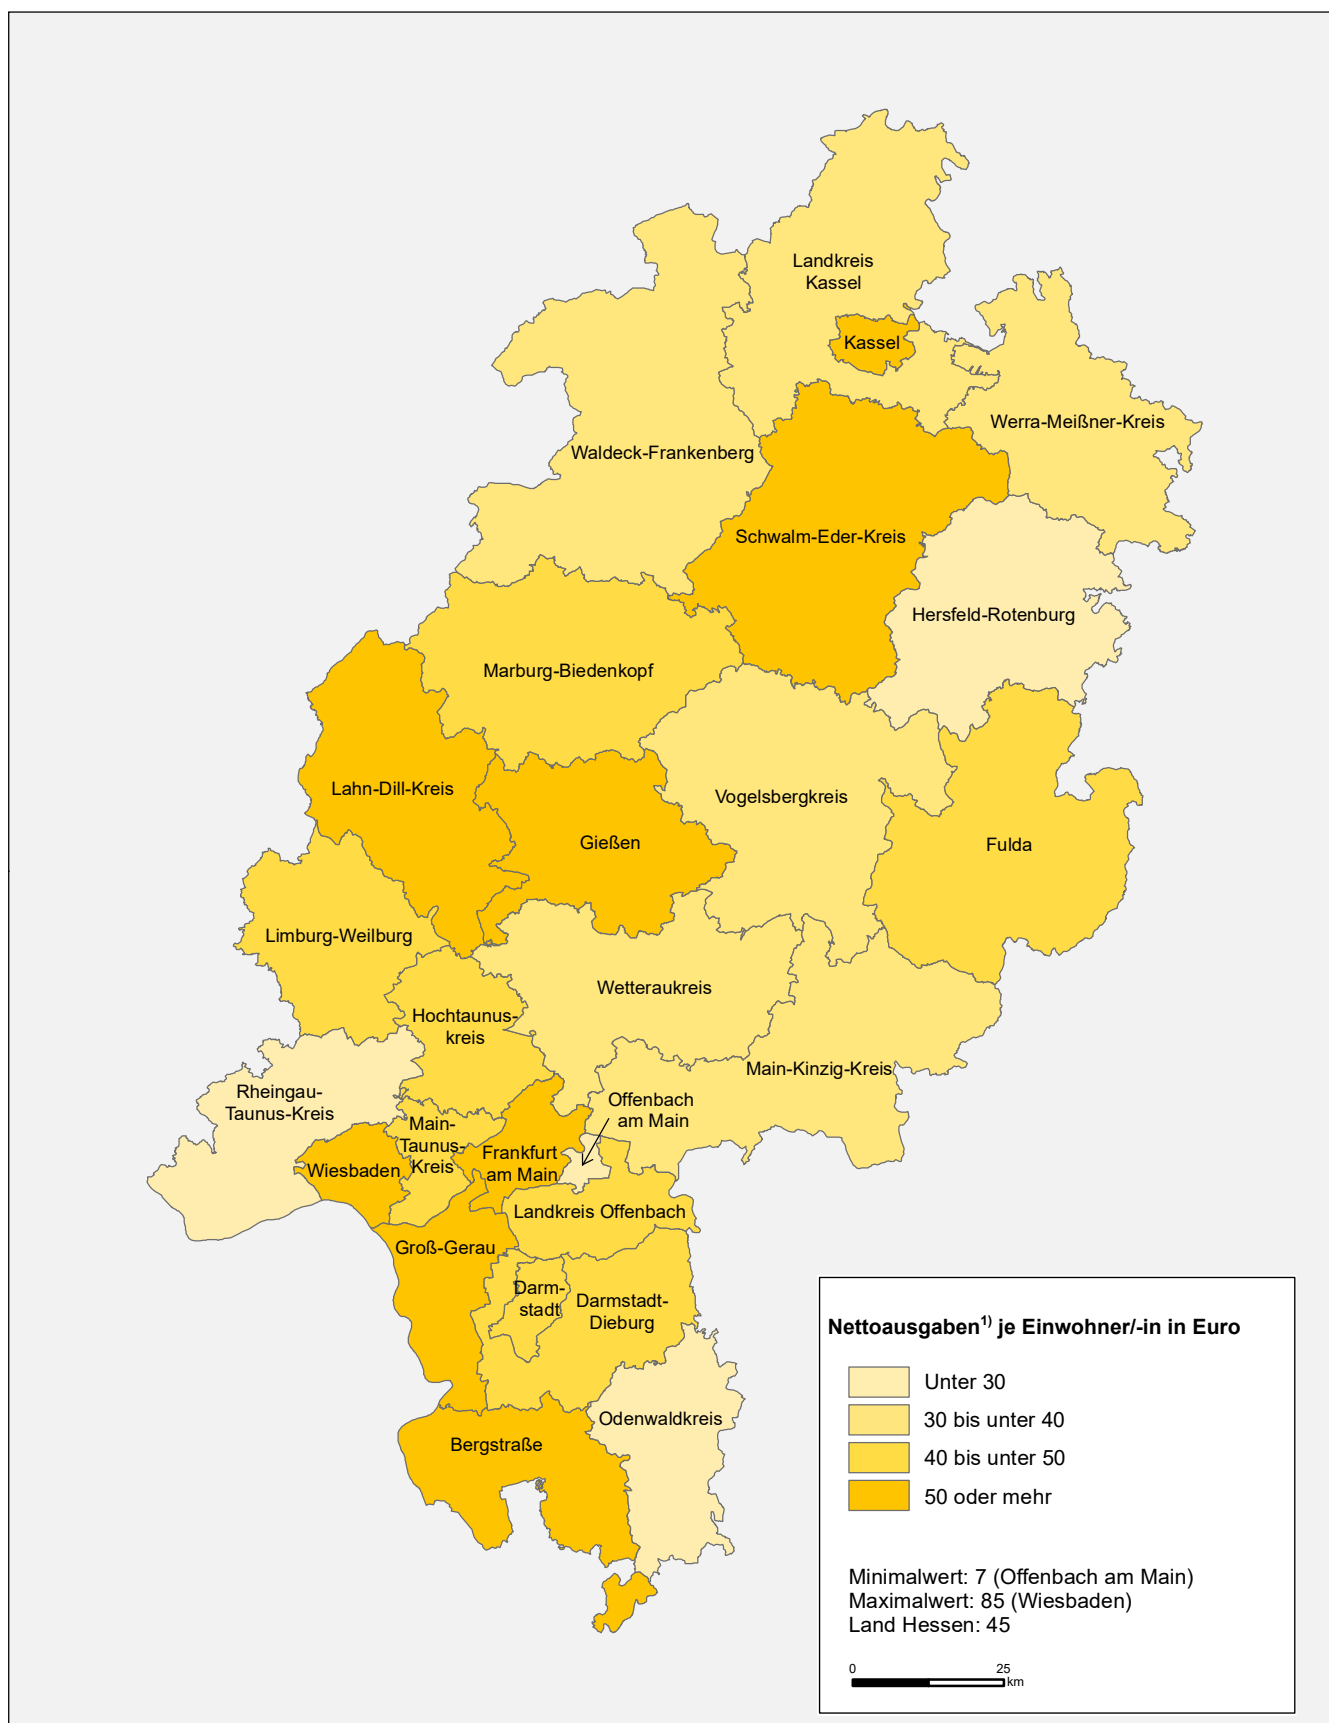 Landkreis
Kassel
Kassel
Werra-Meißner-Kreis
Waldeck-Frankenberg
Schwalm-Eder-Kreis
Hersfeld-Rotenburg
Marburg-Biedenkopf
Lahn-Dill-Kreis
Vogelsbergkreis
Gießen
Fulda
Limburg-Weilburg
Wetteraukreis
Hochtaunus-
kreis
Main-Kinzig-Kreis
Rheingau-
Taunus-Kreis
Offenbach
am Main
Main-
Taunus-
Kreis
Frankfurt
am Main
Wiesbaden
Landkreis Offenbach
Groß-Gerau
Darm-
stadt
Darmstadt-
Dieburg
Odenwaldkreis
Bergstraße
Nettoausgaben1) je Einwohner/-in in Euro
Unter 30
30 bis unter 40
40 bis unter 50
50 oder mehr
Minimalwert: 7 (Offenbach am Main)
Maximalwert: 85 (Wiesbaden)
Land Hessen: 45
0 25
km